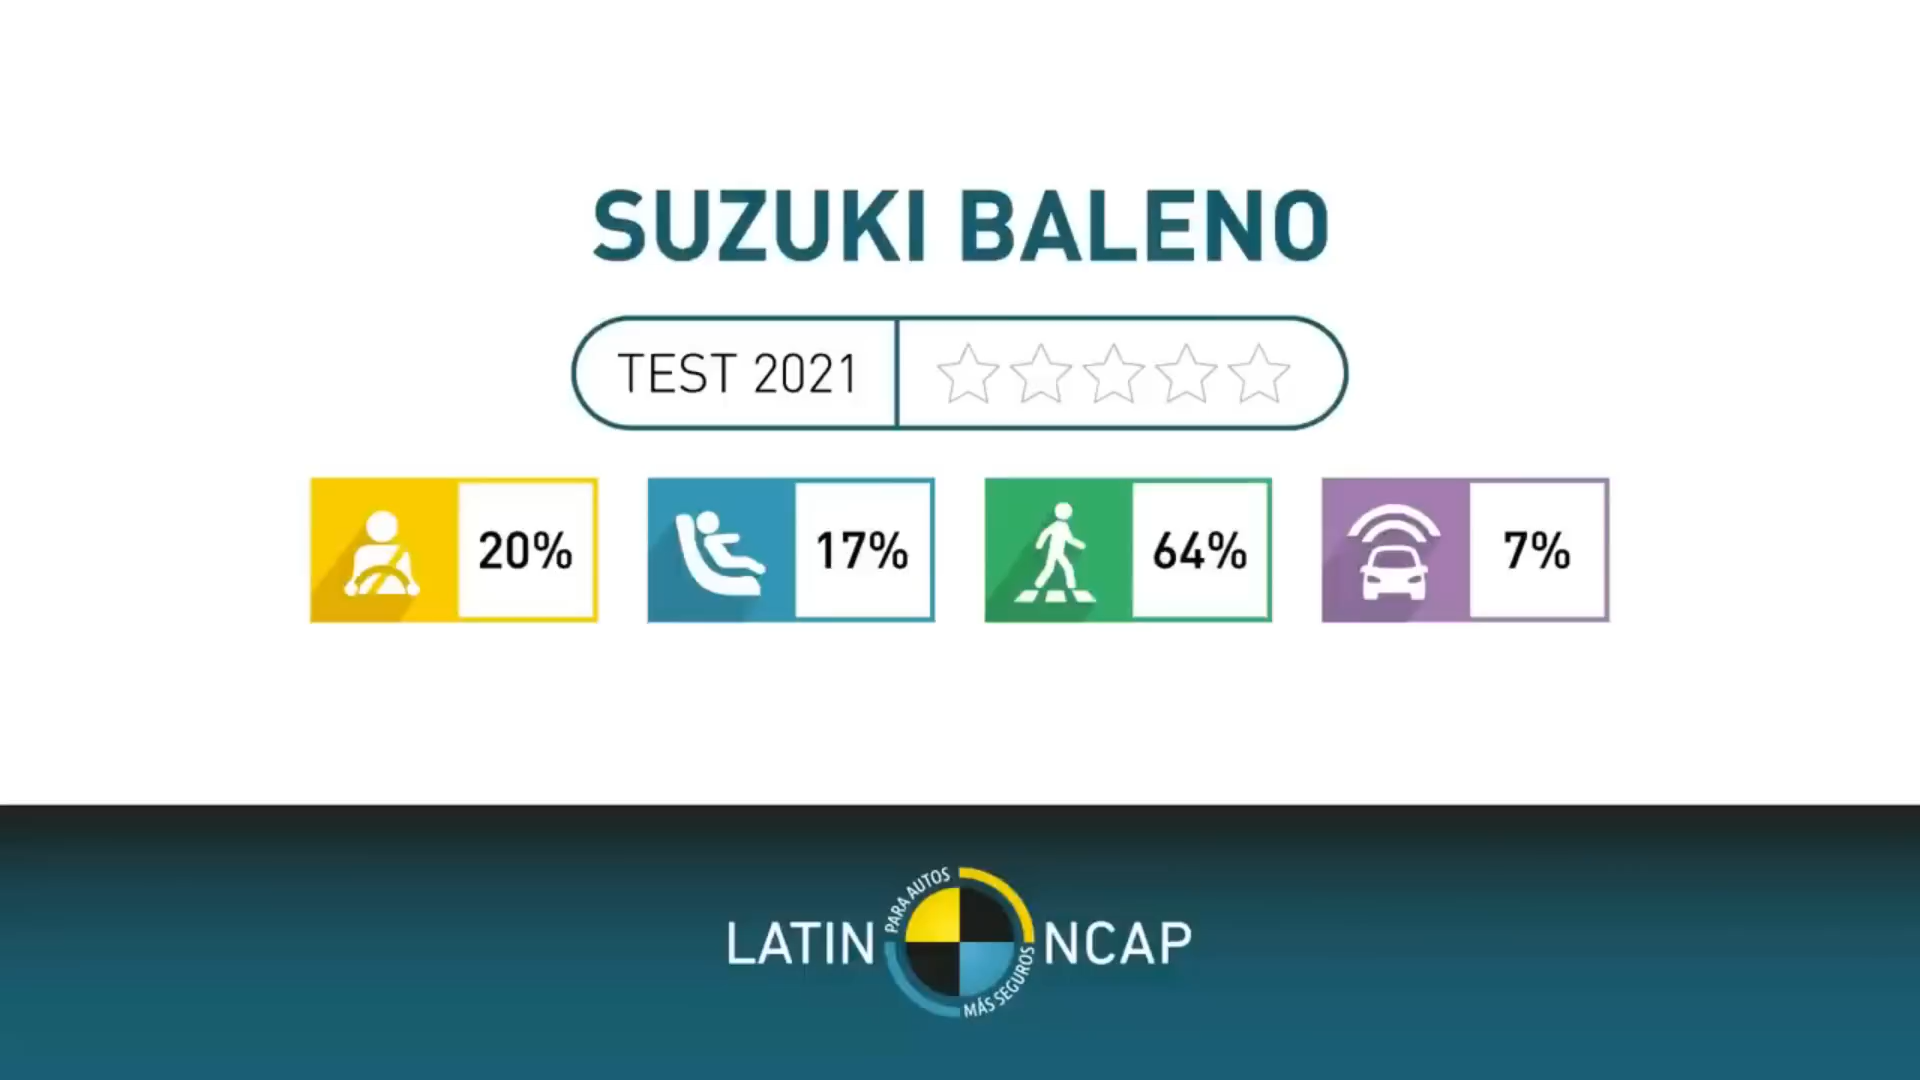 SUZUKI BALENO
TEST 2021
20%
17%
64%
7%
LATIN NCAP
PARA AUTOS
MÁS SEGUROS